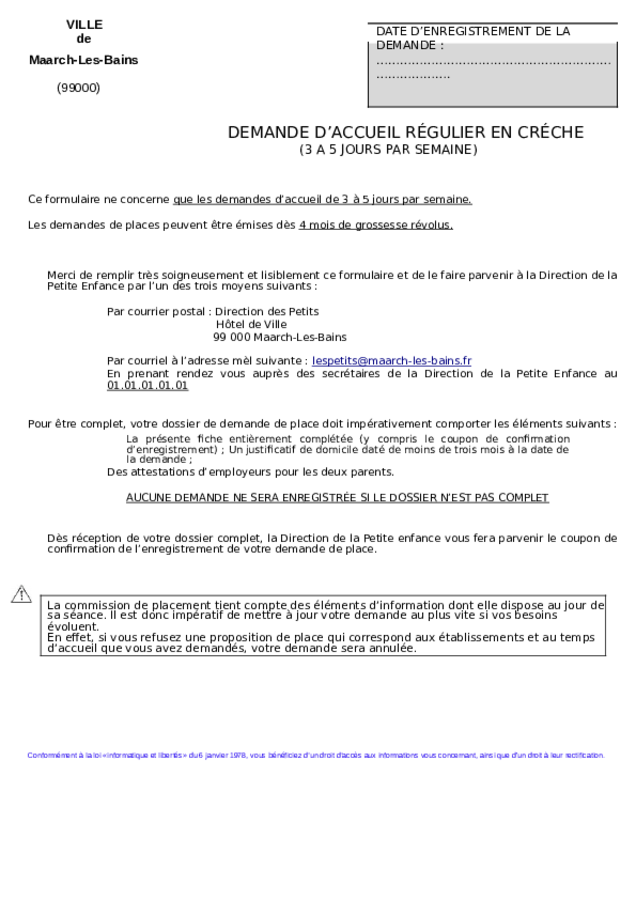 VILLE
de
Maarch-Les-Bains
(99000)
DATE D’ENREGISTREMENT DE LA
DEMANDE :
............................................................
...................
DEMANDE D’ACCUEIL RÉGULIER EN CRÉCHE
(3 A 5 JOURS PAR SEMAINE)
Ce formulaire ne concerne que les demandes d’accueil de 3 à 5 jours par semaine.
Les demandes de places peuvent être émises dès 4 mois de grossesse révolus.
Merci de remplir très soigneusement et lisiblement ce formulaire et de le faire parvenir à la Direction de la
Petite Enfance par l’un des trois moyens suivants :
Par courrier postal : Direction des Petits
Hôtel de Ville
99 000 Maarch-Les-Bains
Par courriel à l’adresse mèl suivante : lespetits@maarch-les-bains.fr
En prenant rendez vous auprès des secrétaires de la Direction de la Petite Enfance au
01.01.01.01.01
Pour être complet, votre dossier de demande de place doit impérativement comporter les éléments suivants :
La présente fiche entièrement complétée (y compris le coupon de confirmation
d’enregistrement) ; Un justificatif de domicile daté de moins de trois mois à la date de
la demande ;
Des attestations d’employeurs pour les deux parents.
AUCUNE DEMANDE NE SERA ENREGISTRÉE SI LE DOSSIER N’EST PAS COMPLET
Dès réception de votre dossier complet, la Direction de la Petite enfance vous fera parvenir le coupon de
confirmation de l’enregistrement de votre demande de place.
La commission de placement tient compte des éléments d’information dont elle dispose au jour de
sa séance. Il est donc impératif de mettre à jour votre demande au plus vite si vos besoins
évoluent.
En effet, si vous refusez une proposition de place qui correspond aux établissements et au temps
d’accueil que vous avez demandés, votre demande sera annulée.
Conformément à la loi «informatique et libertés» du 6 janvier 1978, vous bénéficiez d’un droit d’accès aux informations vous concernant, ainsi que d’un droit à leur rectification.